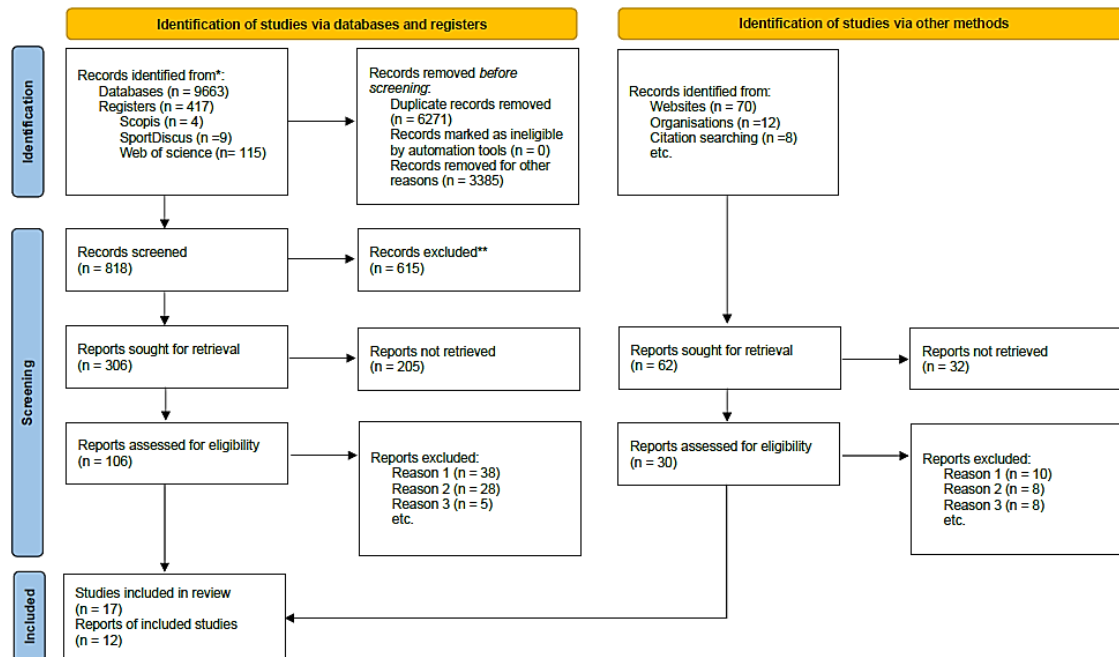 Identification of studies via databases and registers
Identification of studies via other methods
Identification
Records identified from*:
Databases (n = 9663)
Registers (n = 417)
Scopis (n = 4)
SportDiscus (n =9)
Web of science (n= 115)
Records removed before
screening:
Duplicate records removed
(n = 6271)
Records marked as ineligible
by automation tools (n = 0)
Records removed for other
reasons (n = 3385)
Records identified from:
Websites (n = 70)
Organisations (n =12)
Citation searching (n =8)
etc.
Screening
Records screened
(n = 818)
Records excluded**
(n = 615)
Reports sought for retrieval
(n = 306)
Reports not retrieved
(n = 205)
Reports sought for retrieval
(n = 62)
Reports not retrieved
(n = 32)
Reports assessed for eligibility
(n = 106)
Reports excluded:
Reason 1 (n = 38)
Reason 2 (n = 28)
Reason 3 (n = 5)
etc.
Reports assessed for eligibility
(n = 30)
Reports excluded:
Reason 1 (n = 10)
Reason 2 (n = 8)
Reason 3 (n = 8)
etc.
Included
Studies included in review
(n = 17)
Reports of included studies
(n = 12)